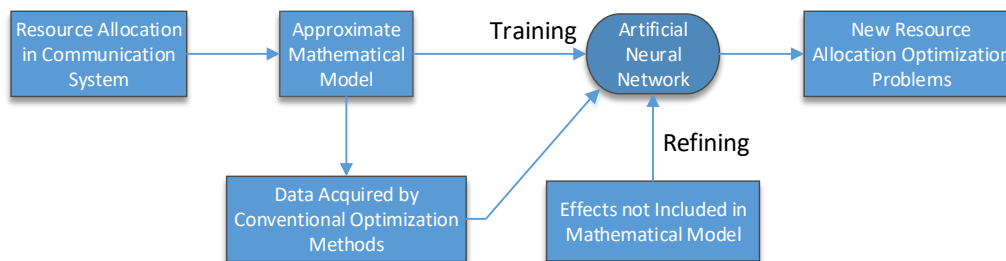 Resource Allocation
in Communication
System
Approximate
Mathematical
Model
Training
Artificial
Neural
Network
New Resource
Allocation Optimization
Problems
Refining
Data Acquired by
Conventional Optimization
Methods
Effects not Included in
Mathematical Model